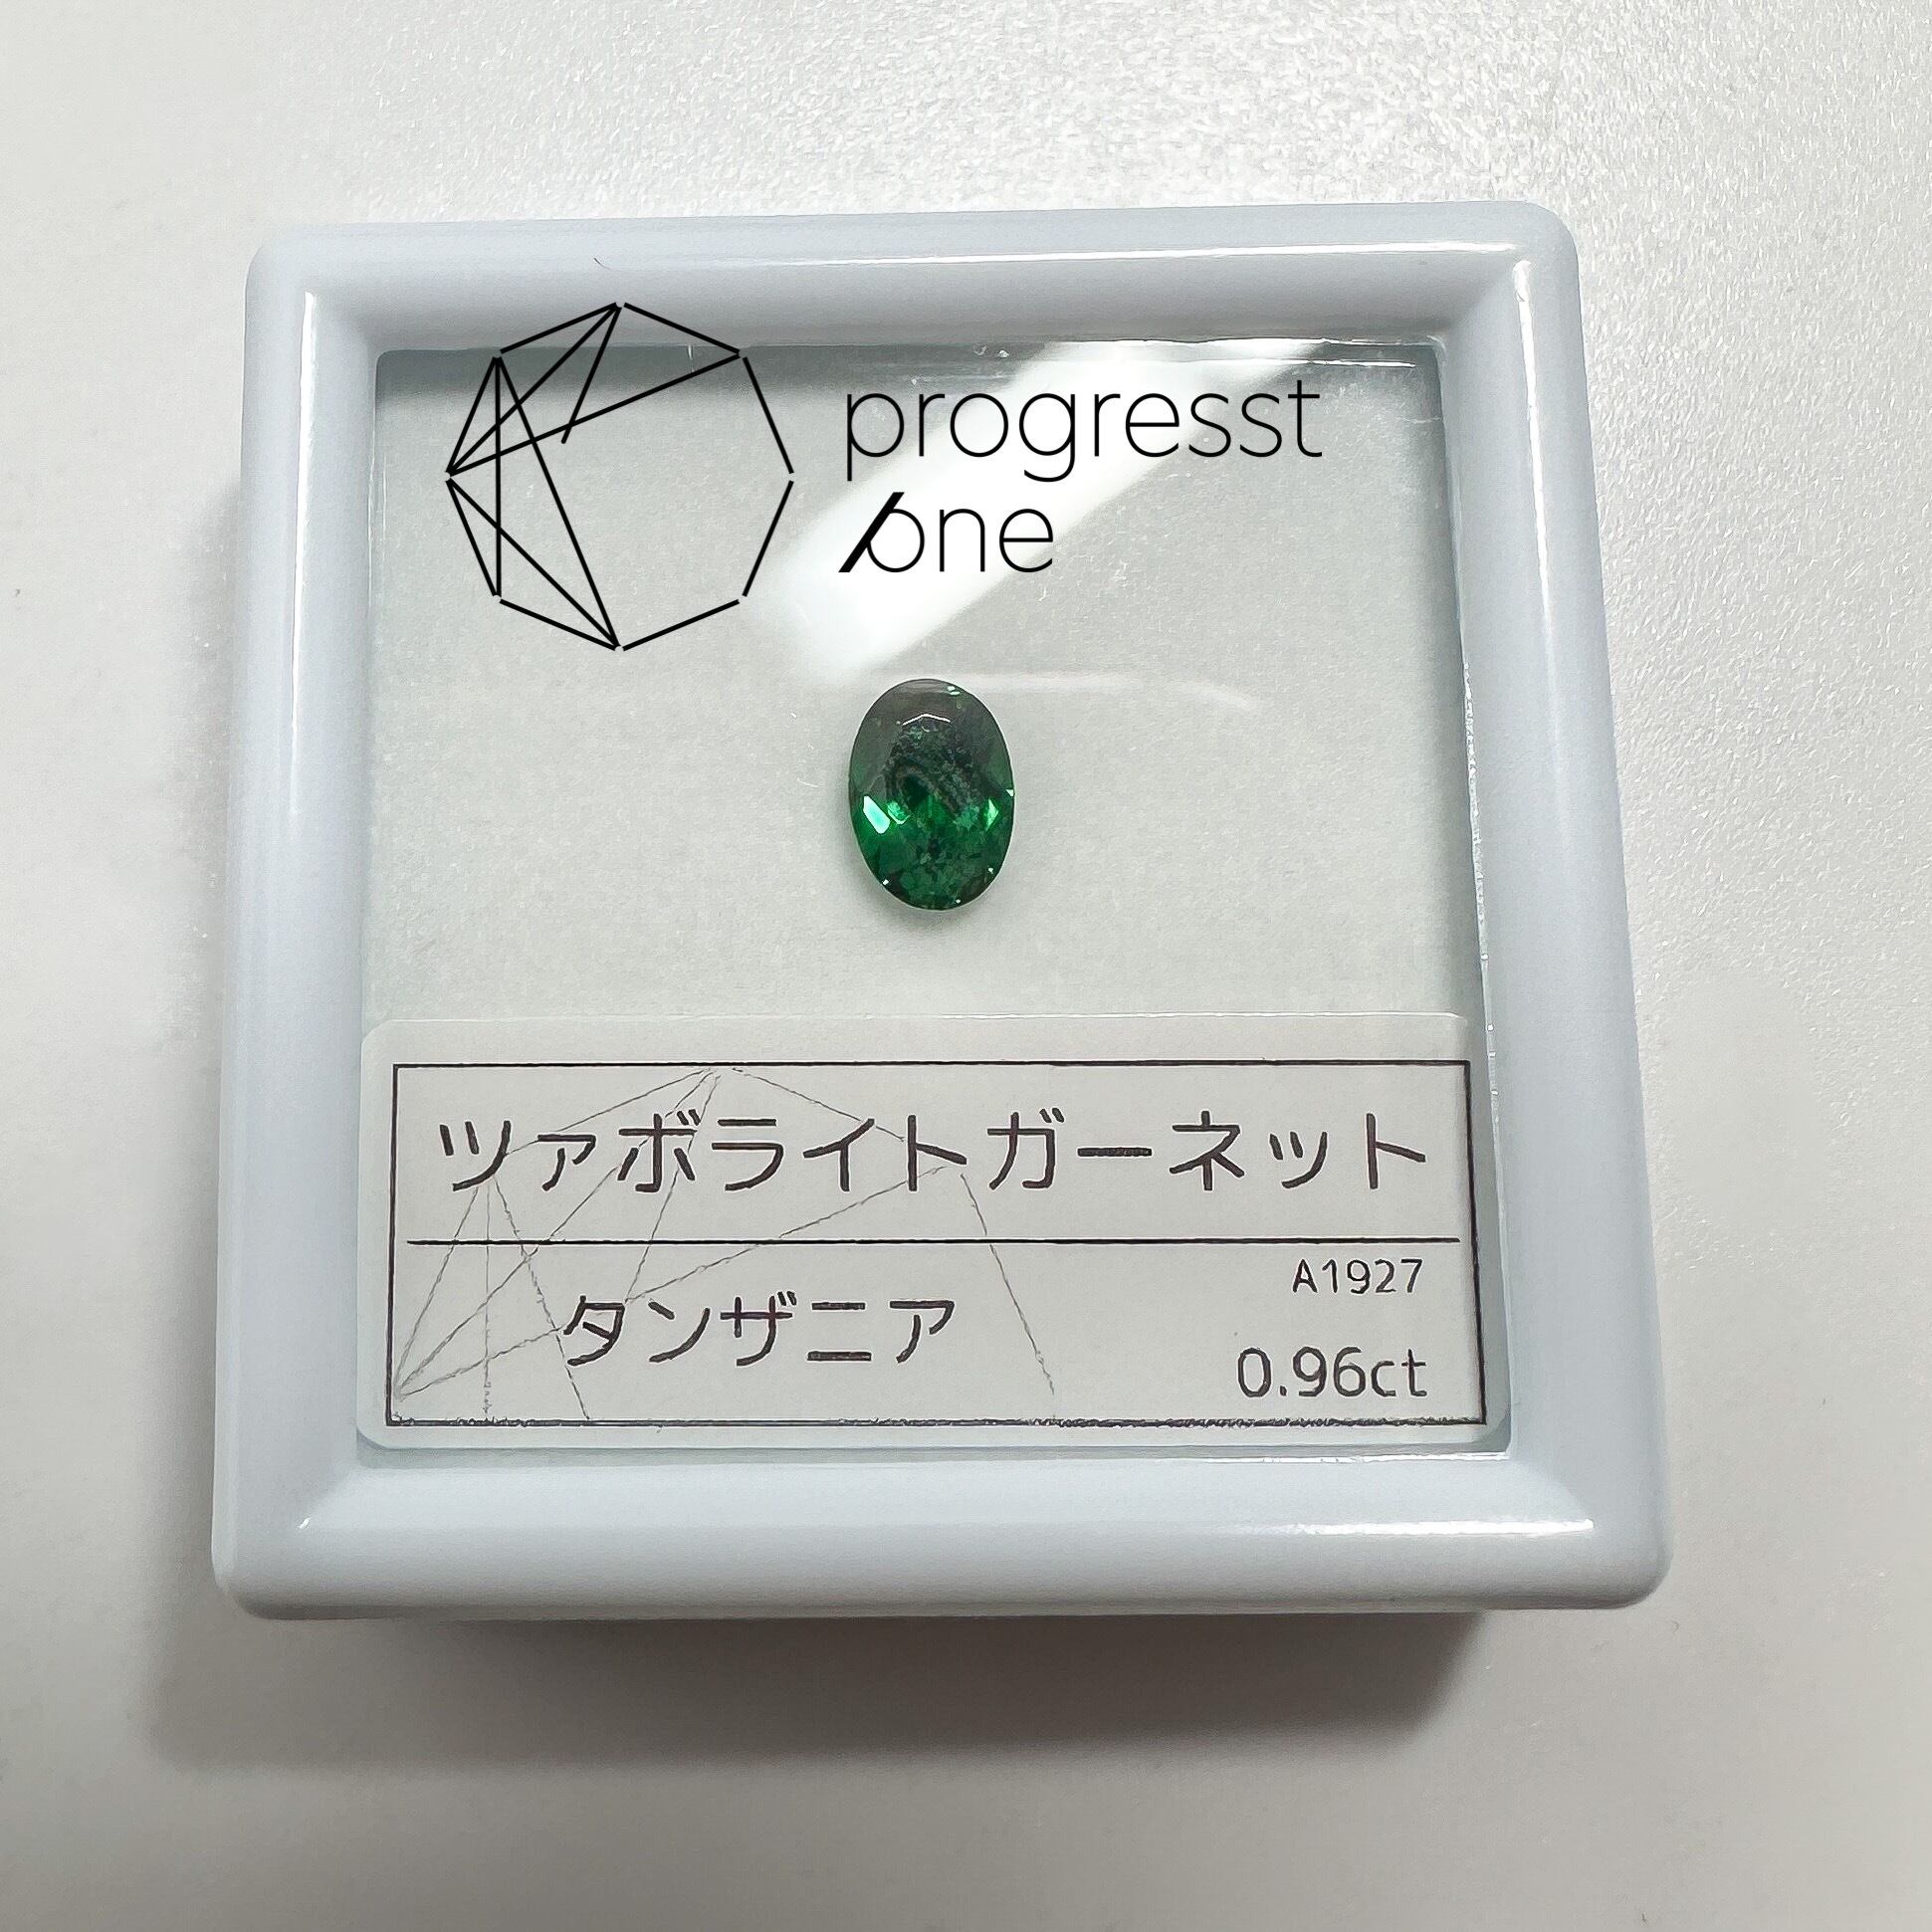 progresst
one
ツァボライトガーネット
A1927
タンザニア
0.96ct